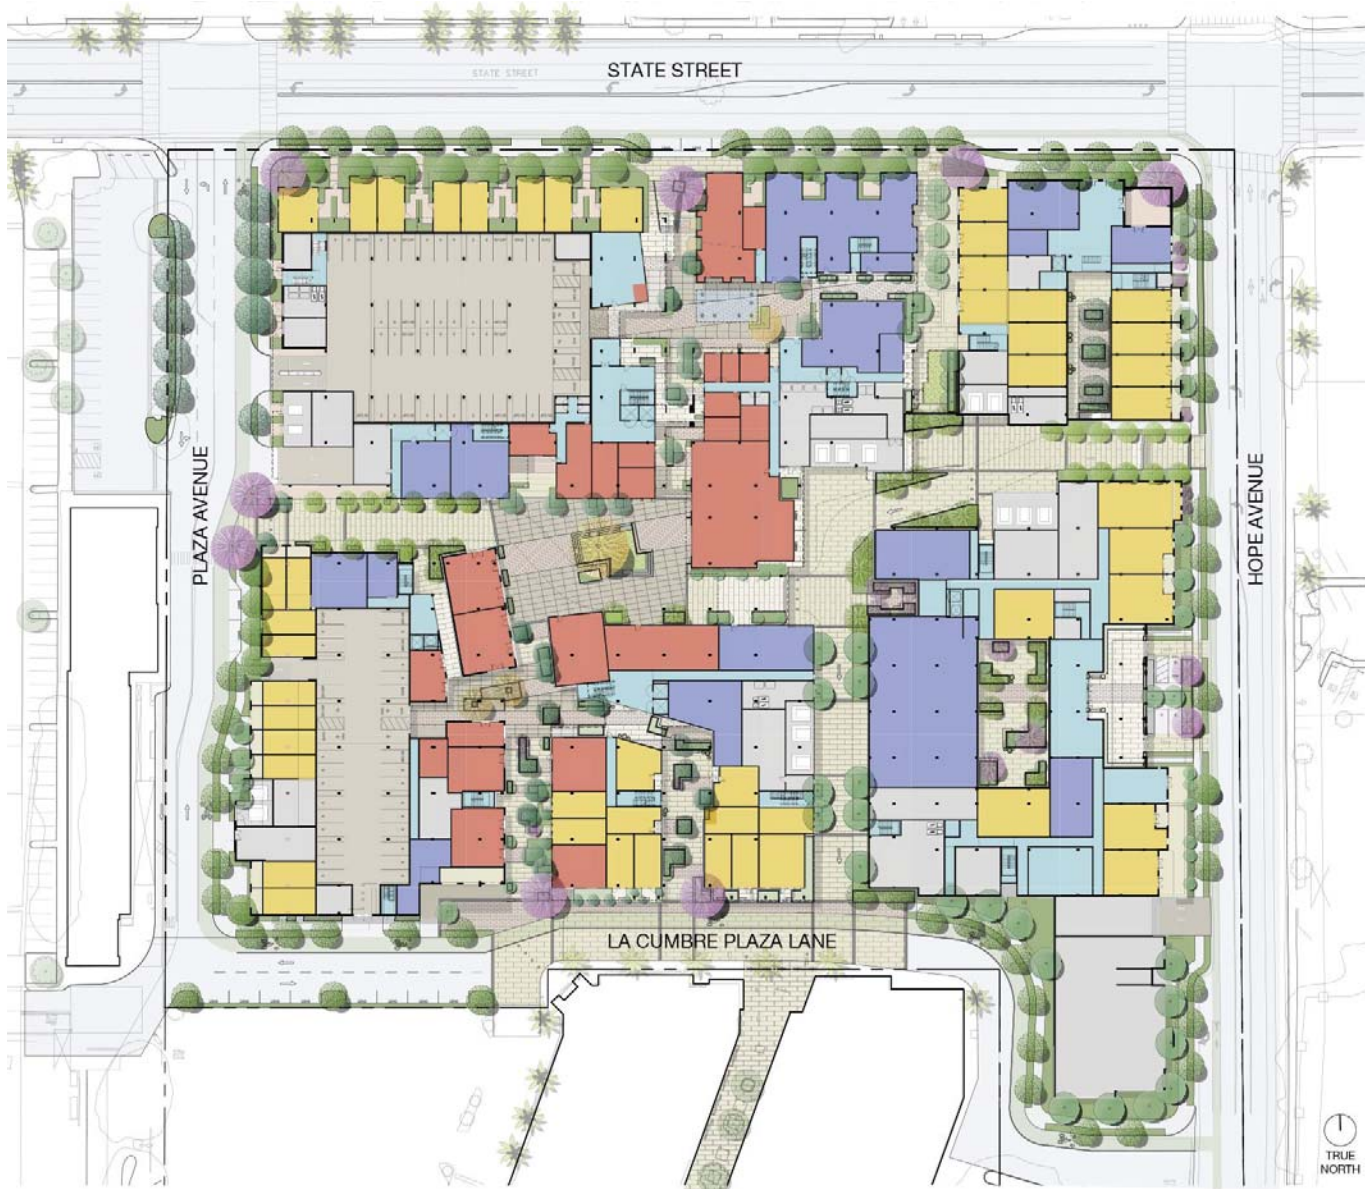 STATE STREET
STATE STREET
PLAZA AVENUE
HOPE AVENUE
LA CUMBRE PLAZA LANE
TRUE
NORTH